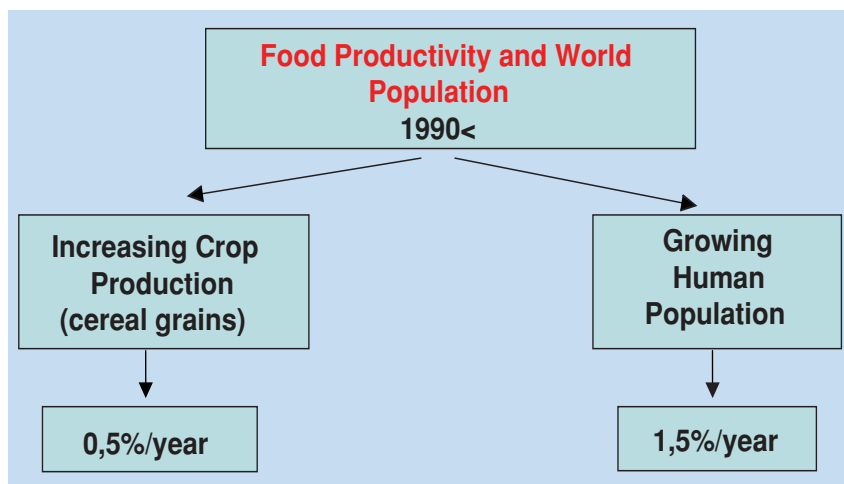 Food Productivity and World
Population
1990<
Increasing Crop
Production
(cereal grains)
Growing
Human
Population
0,5%/year
1,5%/year